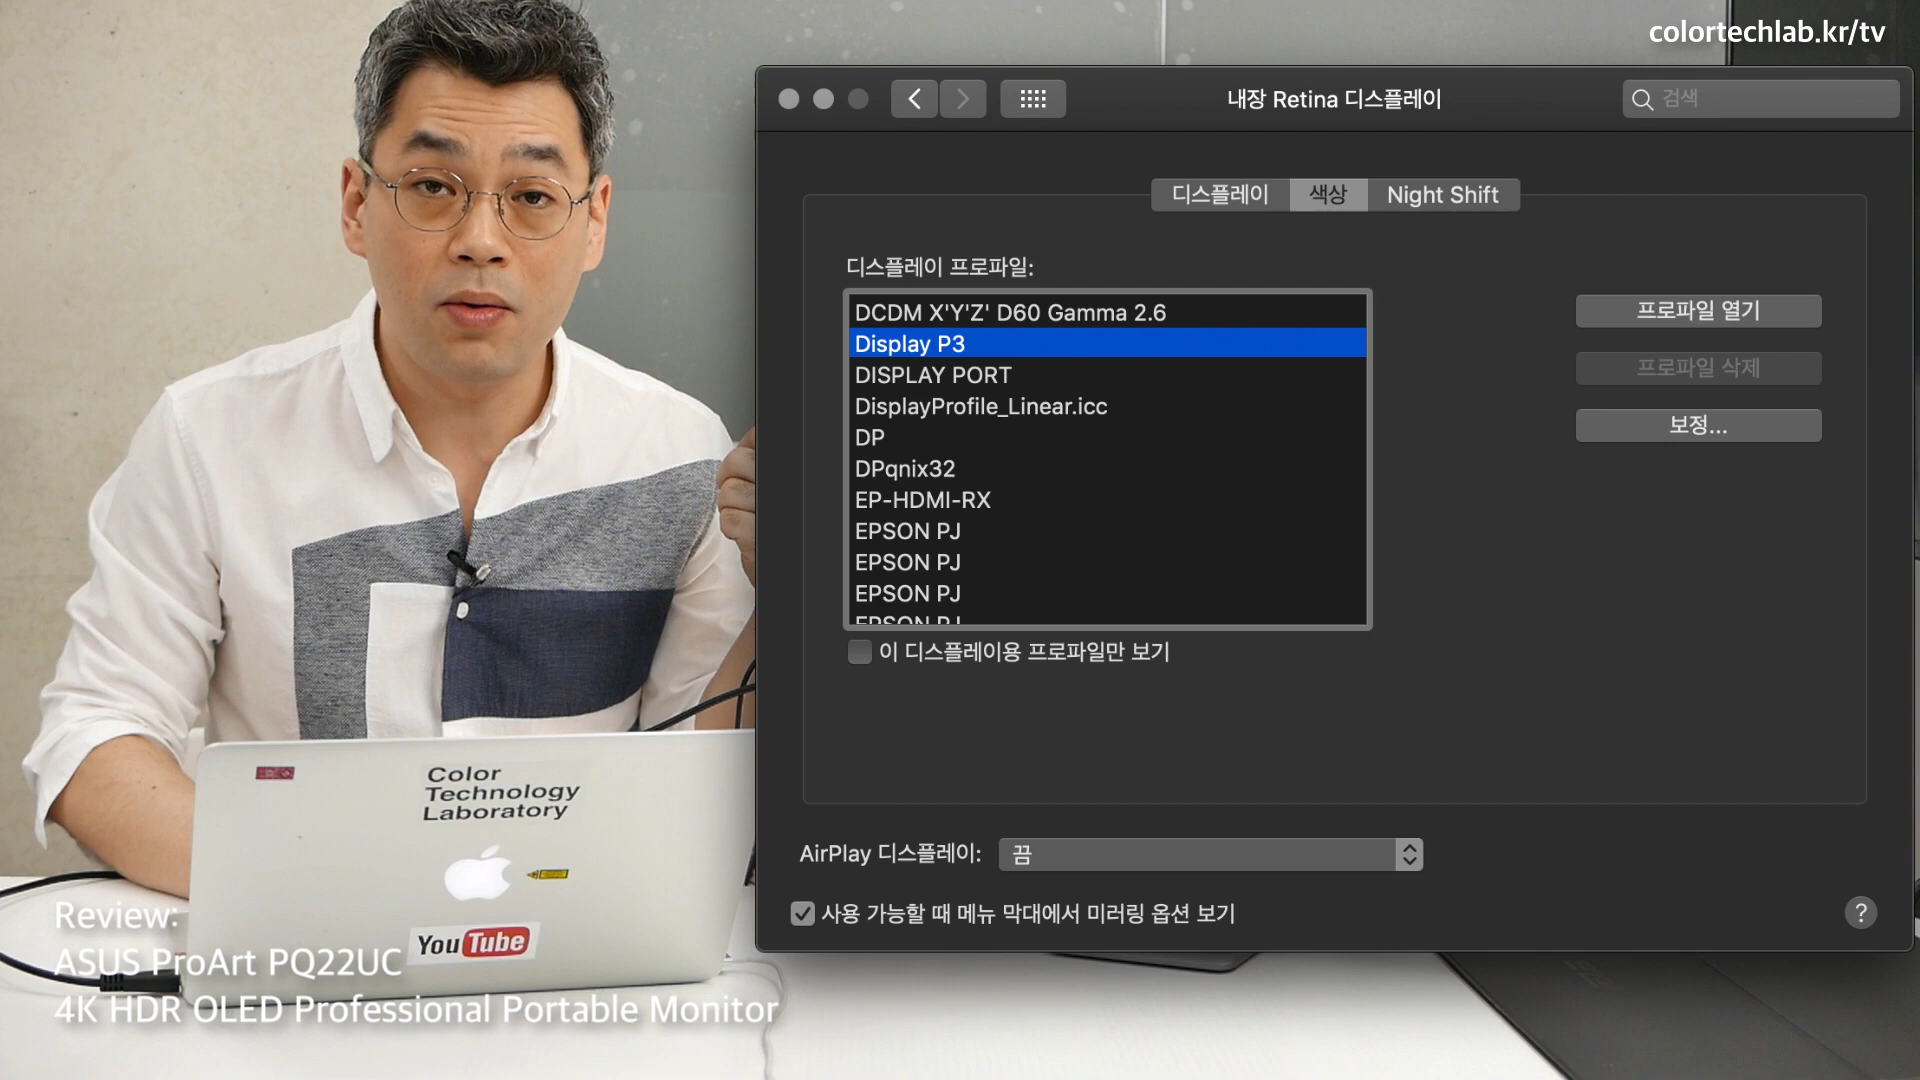 colortechlab.kr/tv
내장 Retina 디스플레이
검색
디스플레이
색상
Night Shift
디스플레이 프로파일:
DCDM X'Y'Z' D60 Gamma 2.6
Display P3
DISPLAY PORT
DisplayProfile_Linear.icc
DP
DPqnix32
EP-HDMI-RX
EPSON PJ
EPSON PJ
EPSON PJ
EPSON PJ
프로파일 열기
프로파일 삭제
보정...
이 디스플레이용 프로파일만 보기
AirPlay 디스플레이:
끔
사용 가능할 때 메뉴 막대에서 미러링 옵션 보기
?
Color
Technology
Laboratory
YouTube
Review:
ASUS ProArt PQ22UC
4K HDR OLED Professional Portable Monitor